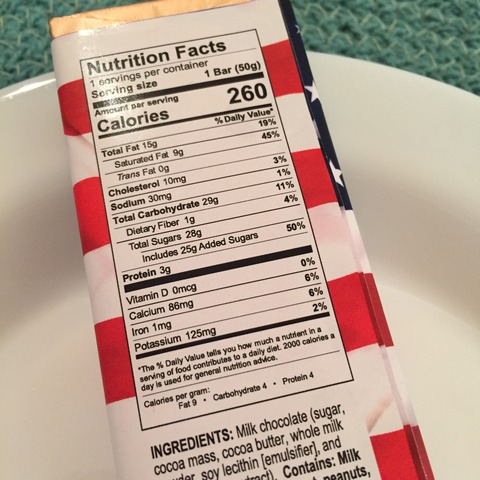 Nutrition Facts
1 servings per container
Serving size 1 Bar (50g)
Amount per serving
Calories 260
% Daily Value*
Total Fat 15g 19%
Saturated Fat 9g 45%
Trans Fat 0g
Cholesterol 10mg 3%
Sodium 30mg 1%
Total Carbohydrate 29g 11%
Dietary Fiber 1g 4%
Total Sugars 28g
Includes 25g Added Sugars 50%
Protein 3g
Vitamin D 0mcg 0%
Calcium 86mg 6%
Iron 1mg 6%
Potassium 125mg 2%
*The % Daily Value tells you how much a nutrient in a
serving of food contributes to a daily diet. 2000 calories a
day is used for general nutrition advice.
Calories per gram:
Fat 9 • Carbohydrate 4 • Protein 4
INGREDIENTS: Milk chocolate (sugar,
cocoa mass, cocoa butter, whole milk
soy lecithin [emulsifier], and
Contains: Milk
peanuts,